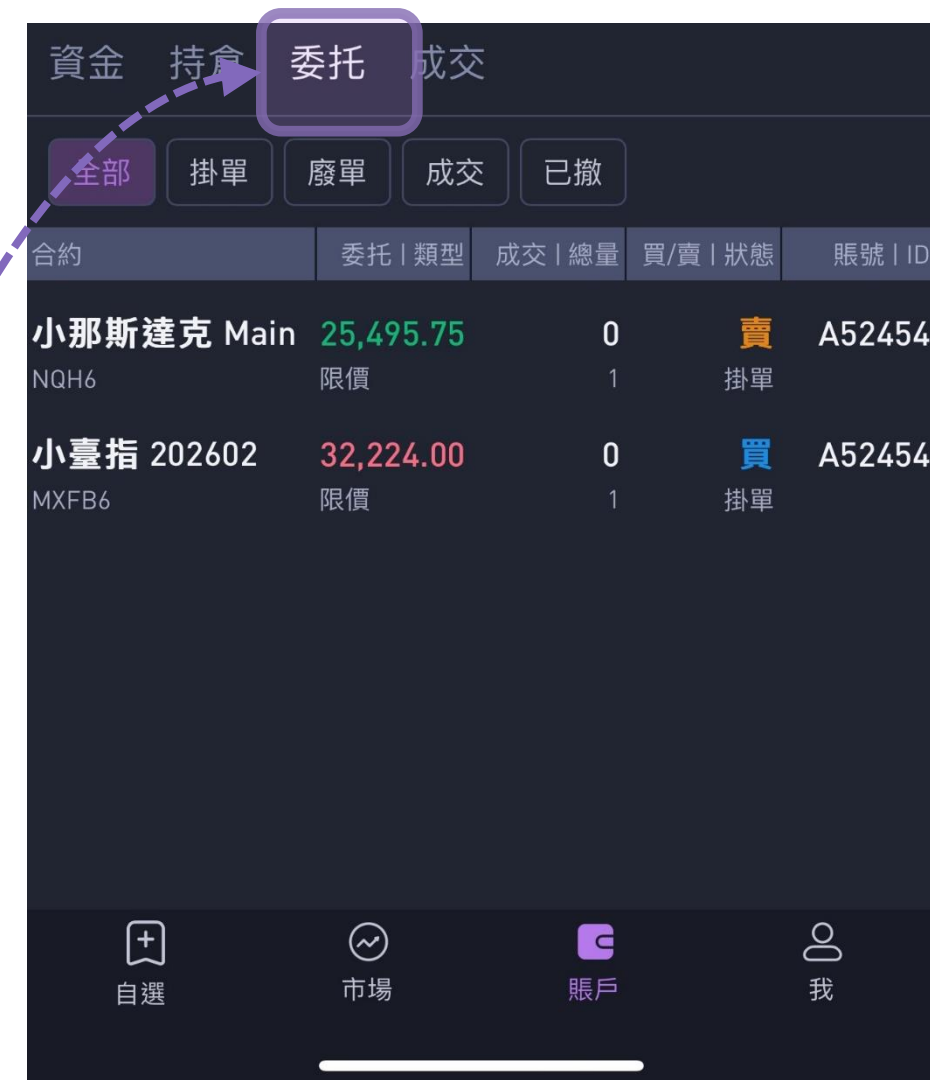 資金 持倉 委托 成交
全部 掛單 廢單 成交 已撤
合約 委托 | 類型 成交 | 總量 買/賣 | 狀態 賬號 | ID
小那斯達克 Main 25,495.75 0 賣 A52454
NQH6 限價 1 掛單
小臺指 202602 32,224.00 0 買 A52454
MXFB6 限價 1 掛單
自選 市場 賬戶 我